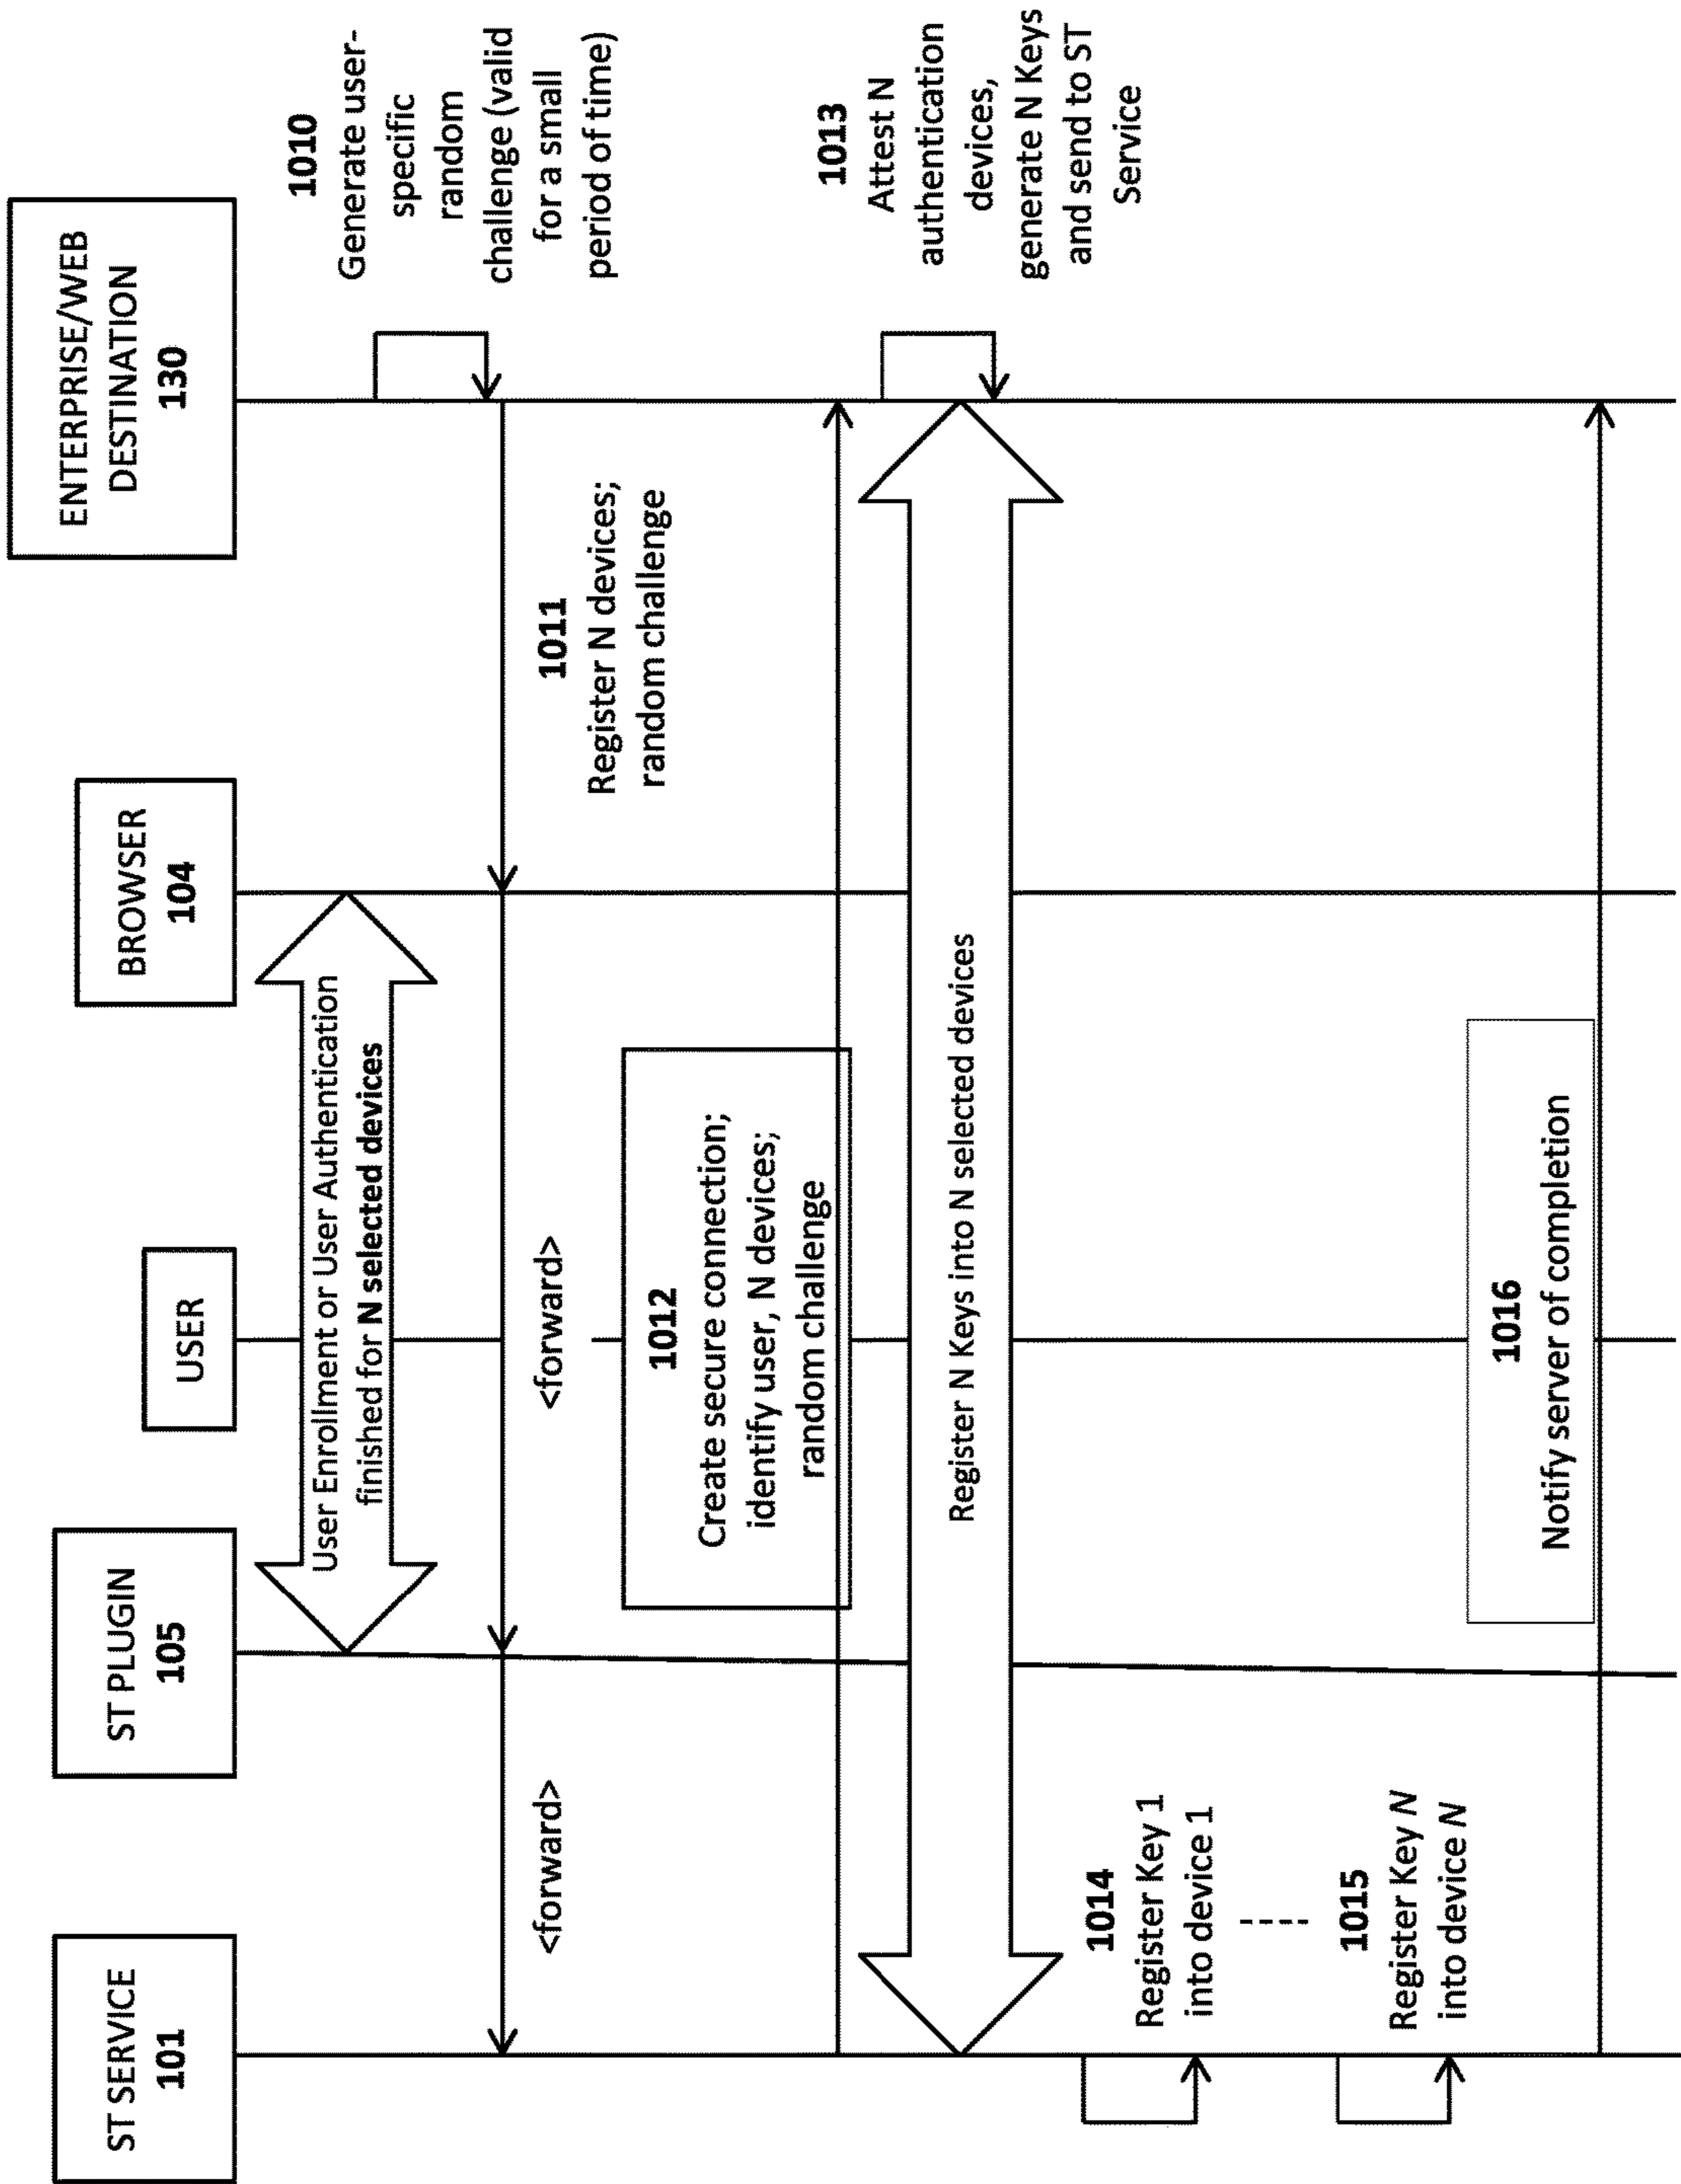 ST SERVICE
101
ST PLUGIN
105
USER
BROWSER
104
ENTERPRISE/WEB
DESTINATION
130
User Enrollment or User Authentication
finished for N selected devices
1010
Generate user-
specific
random
challenge (valid
for a small
period of time)
1011
Register N devices;
random challenge
<forward>
<forward>
1012
Create secure connection;
identify user, N devices;
random challenge
1013
Attest N
authentication
devices,
generate N Keys
and send to ST
Service
Register N Keys into N selected devices
1014
Register Key 1
into device 1
1015
Register Key N
into device N
1016
Notify server of completion